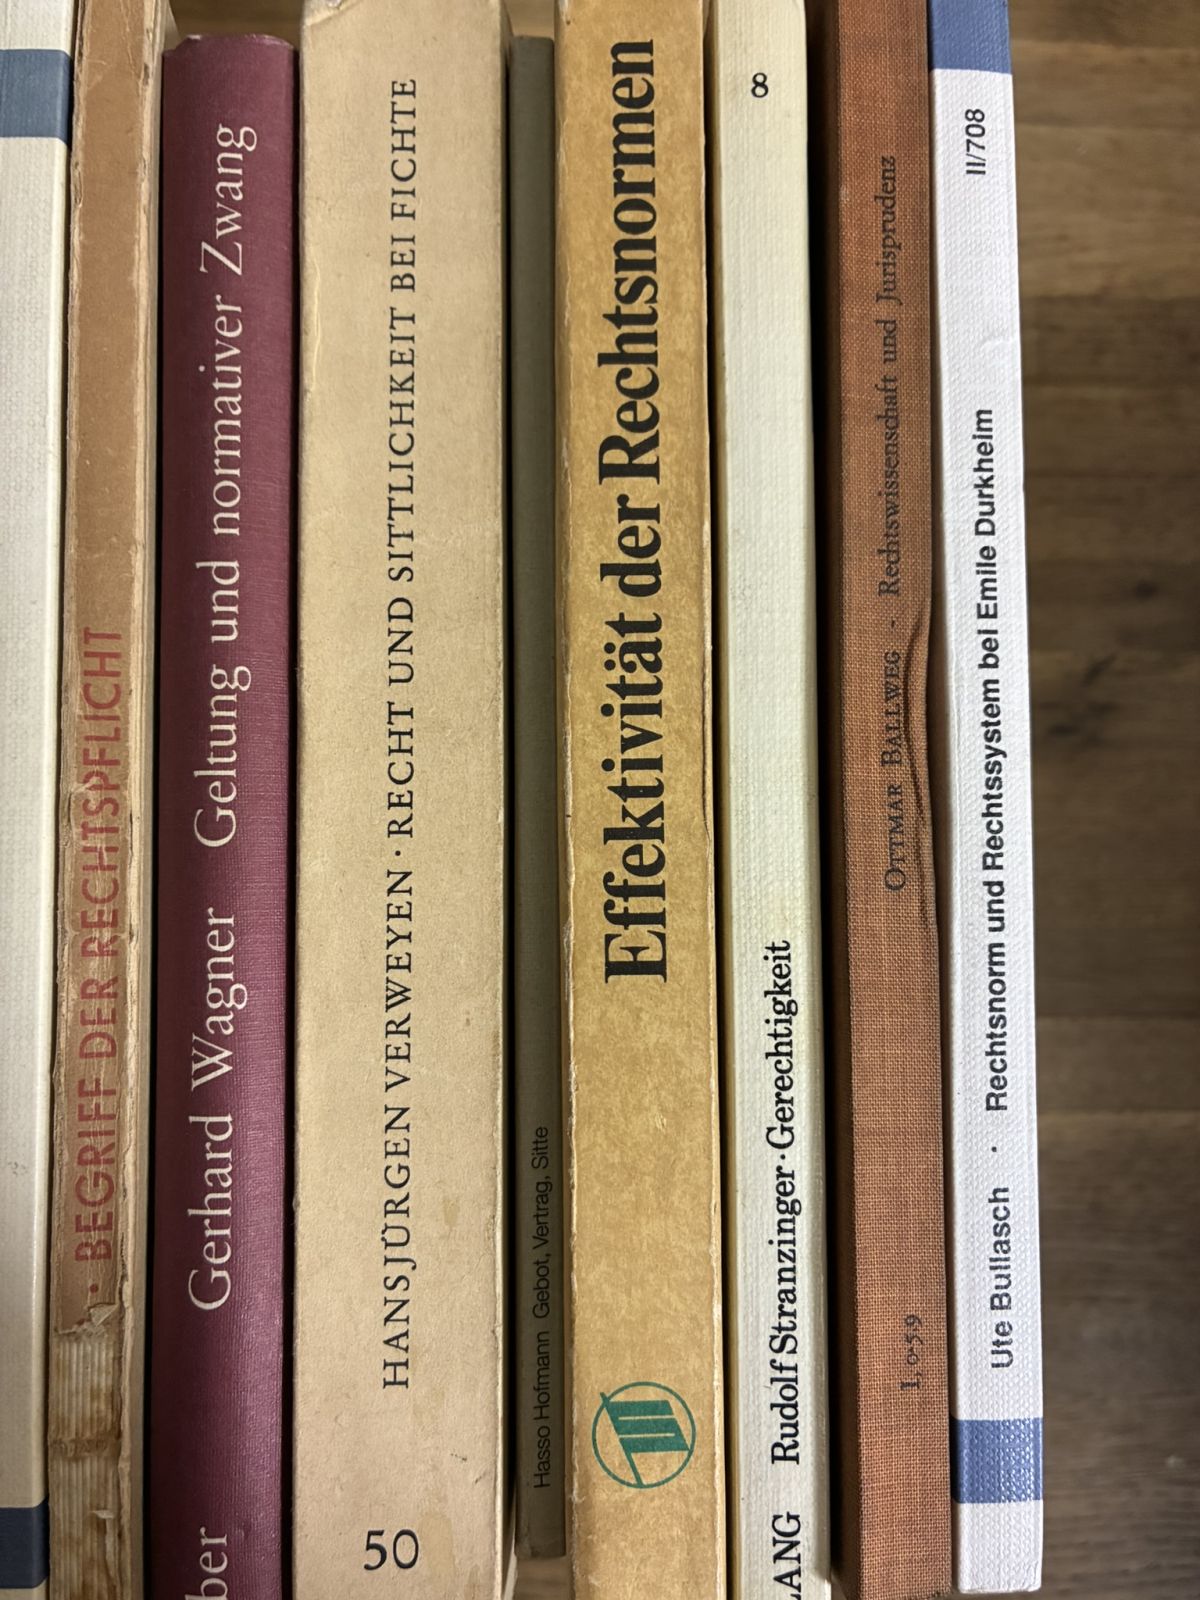 · BEGRIFF DER RECHTSPFLICHT
ber Gerhard Wagner Geltung und normativer Zwang
50 HANSJÜRGEN VERWEYEN · RECHT UND SITTLICHKEIT BEI FICHTE
Hasso Hofmann Gebot, Vertrag, Sitte
Effektivität der Rechtsnormen
LANG Rudolf Stranzinger · Gerechtigkeit 8
I, 0·59 OTTMAR BALLWEG - Rechtswissenschaft und Jurisprudenz
Ute Bullasch · Rechtsnorm und Rechtssystem bei Emile Durkheim II/708